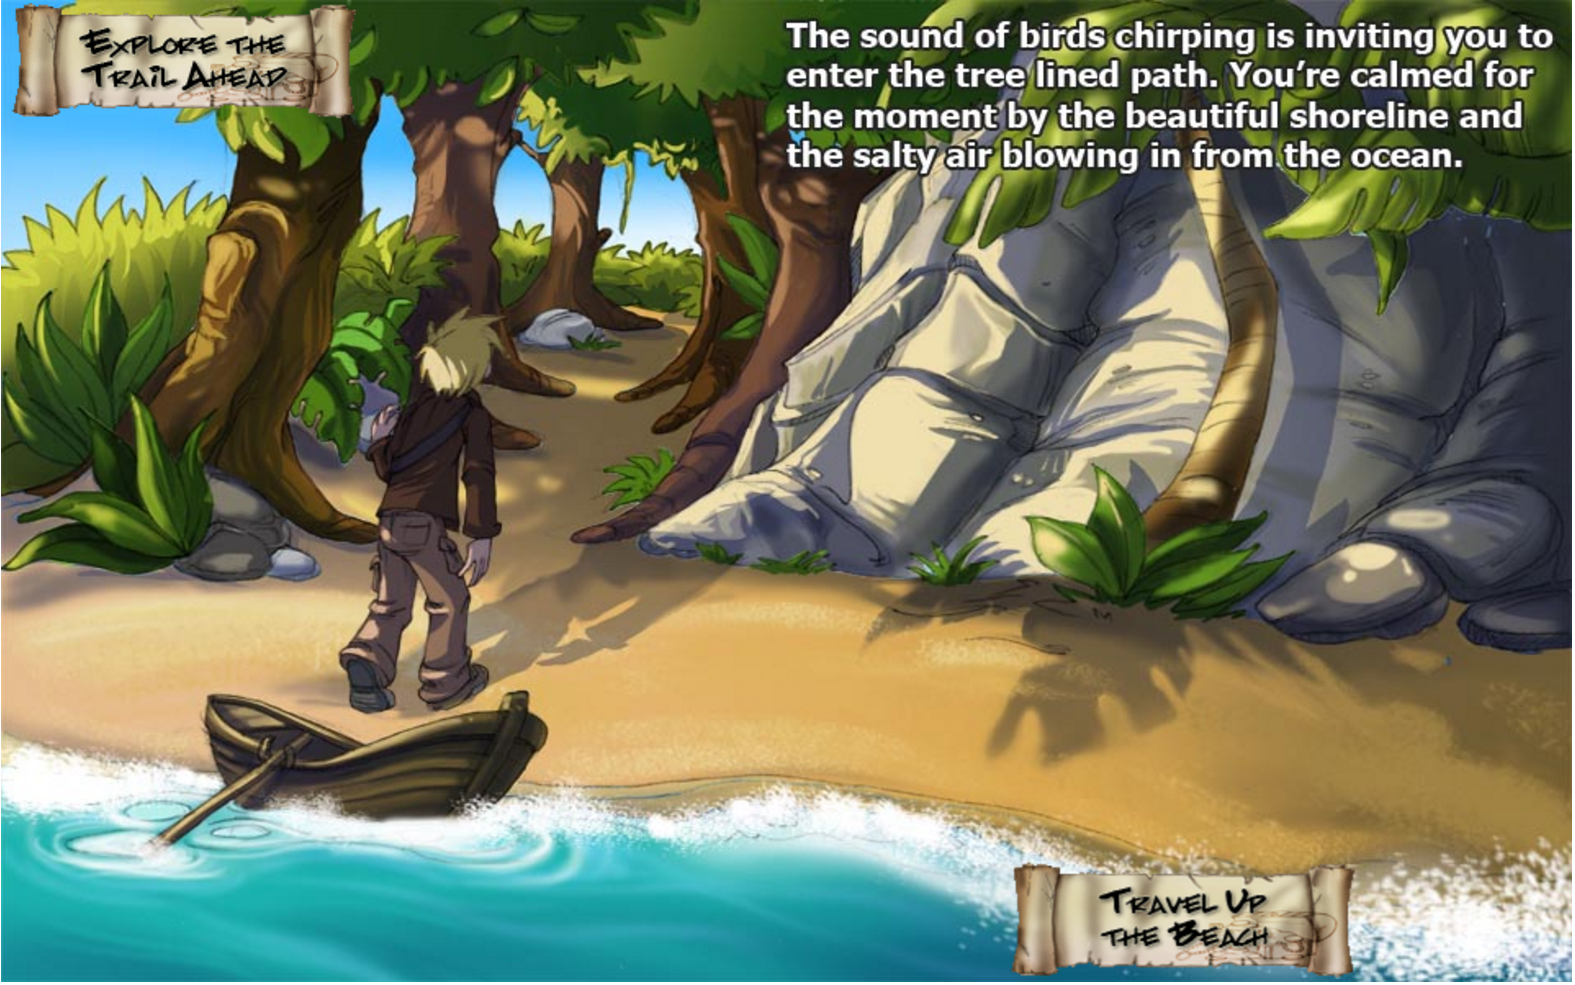 Explore the
Trail Ahead
The sound of birds chirping is inviting you to
enter the tree lined path. You're calmed for
the moment by the beautiful shoreline and
the salty air blowing in from the ocean.
Travel Up
the Beach